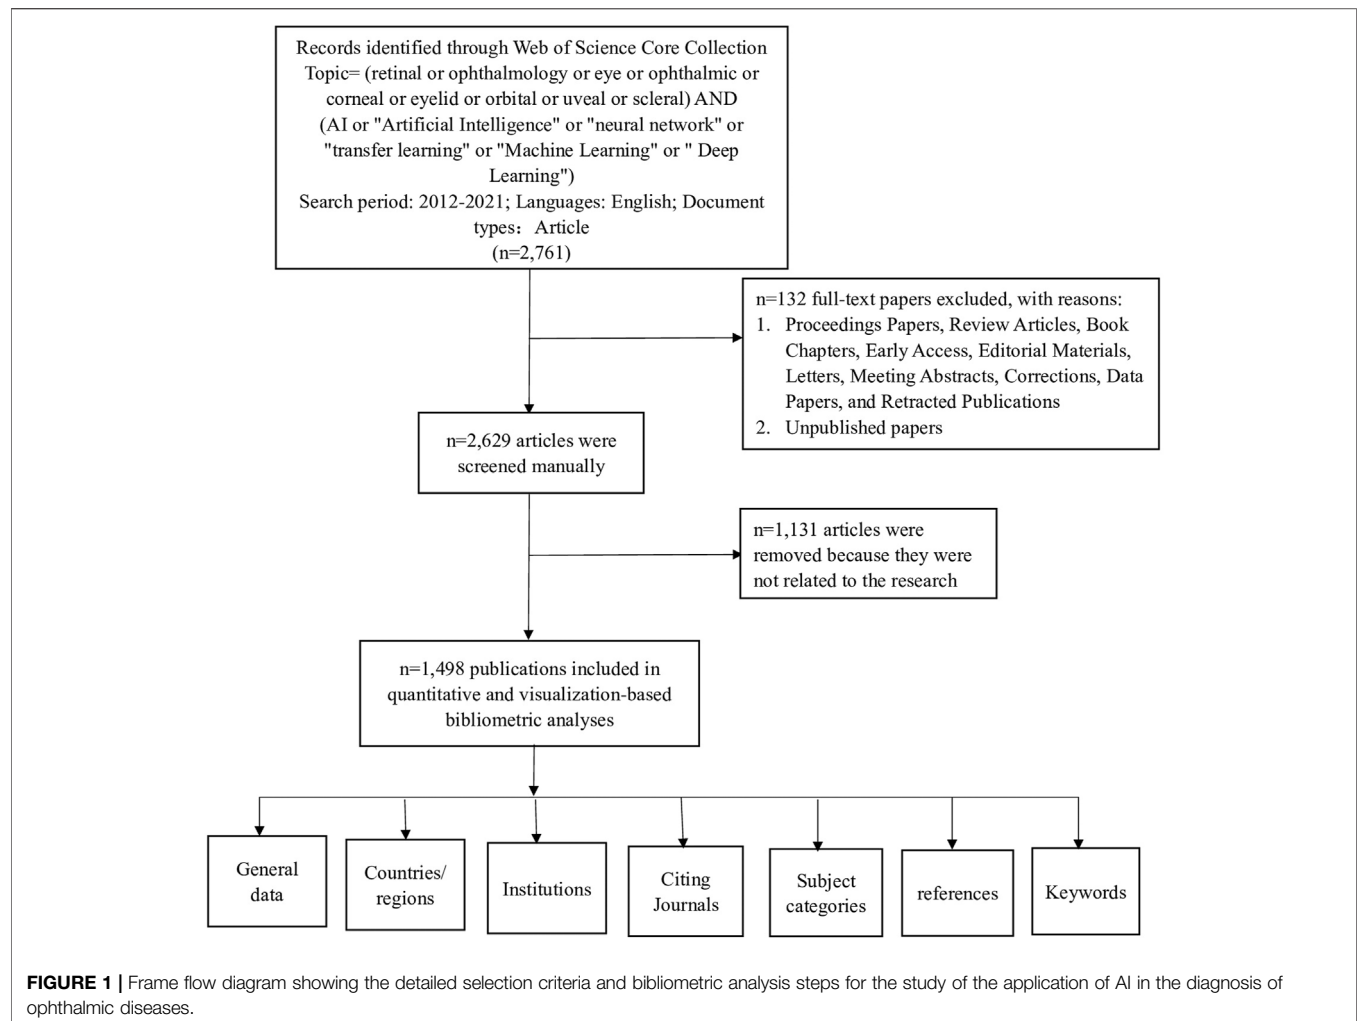 Records identified through Web of Science Core Collection
Topic= (retinal or ophthalmology or eye or ophthalmic or
corneal or eyelid or orbital or uveal or scleral) AND
(AI or "Artificial Intelligence" or "neural network" or
"transfer learning" or "Machine Learning" or " Deep
Learning")
Search period: 2012-2021; Languages: English; Document
types：Article
(n=2,761)
n=132 full-text papers excluded, with reasons:
1. Proceedings Papers, Review Articles, Book
Chapters, Early Access, Editorial Materials,
Letters, Meeting Abstracts, Corrections, Data
Papers, and Retracted Publications
2. Unpublished papers
n=2,629 articles were
screened manually
n=1,131 articles were
removed because they were
not related to the research
n=1,498 publications included in
quantitative and visualization-based
bibliometric analyses
General
data
Countries/
regions
Institutions
Citing
Journals
Subject
categories
references
Keywords
FIGURE 1 | Frame flow diagram showing the detailed selection criteria and bibliometric analysis steps for the study of the application of AI in the diagnosis of
ophthalmic diseases.